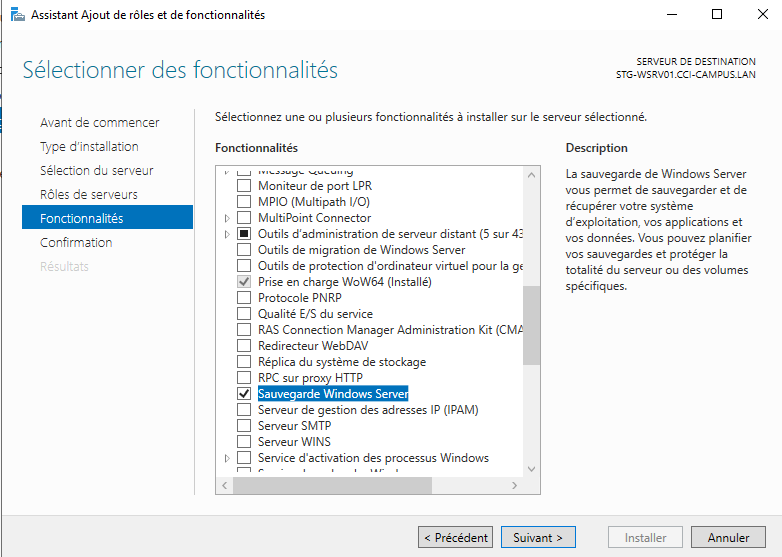 Assistant Ajout de rôles et de fonctionnalités
Sélectionner des fonctionnalités
SERVEUR DE DESTINATION
STG-WSRV01.CCI-CAMPUS.LAN
Avant de commencer
Type d'installation
Sélection du serveur
Rôles de serveurs
Fonctionnalités
Confirmation
Résultats
Sélectionnez une ou plusieurs fonctionnalités à installer sur le serveur sélectionné.
Fonctionnalités
Message Queuing
Moniteur de port LPR
MPIO (Multipath I/O)
MultiPoint Connector
Outils d'administration de serveur distant (5 sur 43
Outils de migration de Windows Server
Outils de protection d'ordinateur virtuel pour la ge
Prise en charge WoW64 (Installé)
Protocole PNRP
Qualité E/S du service
RAS Connection Manager Administration Kit (CMA
Redirecteur WebDAV
Réplica du système de stockage
RPC sur proxy HTTP
Sauvegarde Windows Server
Serveur de gestion des adresses IP (IPAM)
Serveur SMTP
Serveur WINS
Service d'activation des processus Windows
Description
La sauvegarde de Windows Server
vous permet de sauvegarder et de
récupérer votre système
d'exploitation, vos applications et
vos données. Vous pouvez planifier
vos sauvegardes et protéger la
totalité du serveur ou des volumes
spécifiques.
< Précédent
Suivant >
Installer
Annuler